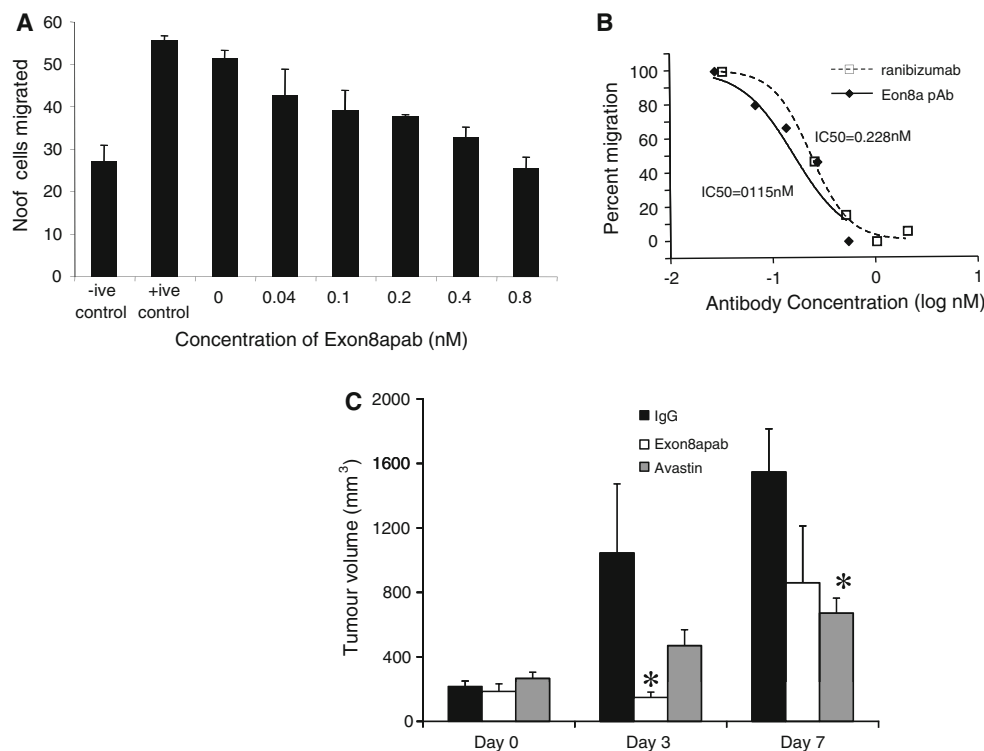 A
60
50
40
30
20
10
0
Noof cells migrated
-ive control
+ive control
0
0.04
0.1
0.2
0.4
0.8
Concentration of Exon8apab (nM)
B
100
80
60
40
20
0
Percent migration
ranibizumab
Eon8a pAb
IC50=0.228nM
IC50=0115nM
-2
-1
0
1
Antibody Concentration (log nM)
C
2000
1600
1200
800
400
0
Tumour volume (mm³)
IgG
Exon8apab
Avastin
*
*
Day 0
Day 3
Day 7